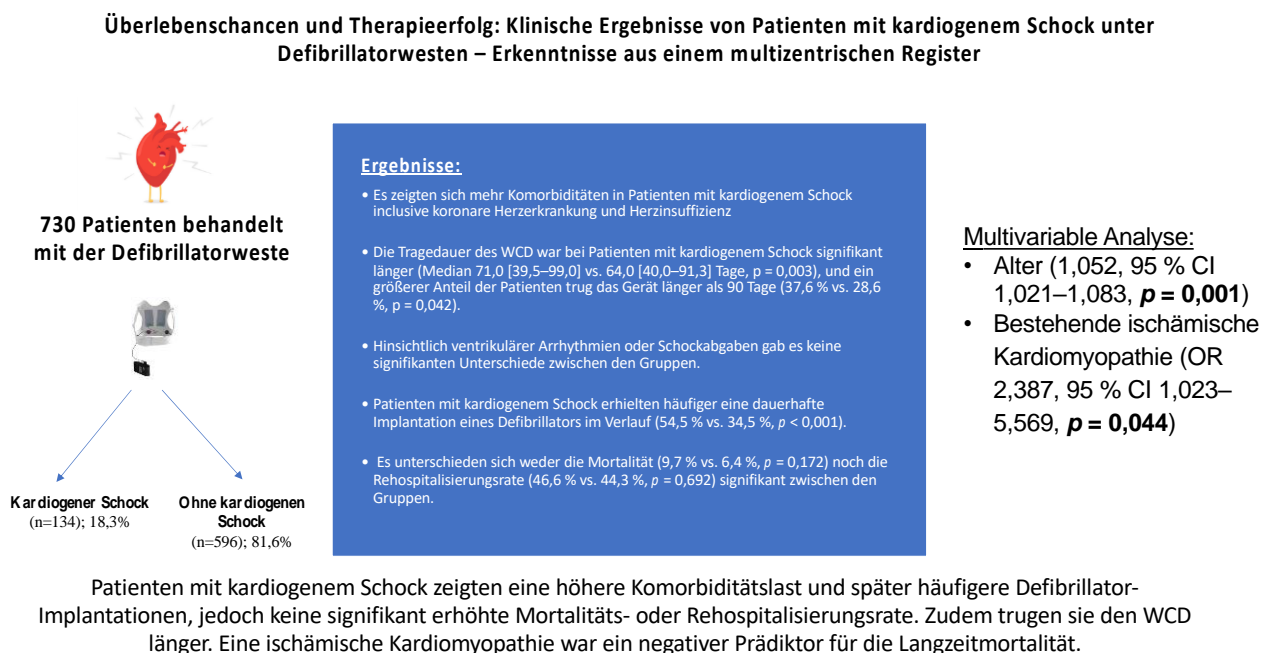 Überlebenschancen und Therapieerfolg: Klinische Ergebnisse von Patienten mit kardiogenem Schock unter
Defibrillatorwesten – Erkenntnisse aus einem multizentrischen Register
730 Patienten behandelt
mit der Defibrillatorweste
Kardiogener Schock
(n=134); 18,3%
Ohne kardiogenen
Schock
(n=596); 81,6%
Ergebnisse:
• Es zeigten sich mehr Komorbiditäten in Patienten mit kardiogenem Schock
inclusive koronare Herzerkrankung und Herzinsuffizienz
• Die Tragedauer des WCD war bei Patienten mit kardiogenem Schock signifikant
länger (Median 71,0 [39,5–99,0] vs. 64,0 [40,0–91,3] Tage, p = 0,003), und ein
größerer Anteil der Patienten trug das Gerät länger als 90 Tage (37,6 % vs. 28,6
%, p = 0,042).
• Hinsichtlich ventrikulärer Arrhythmien oder Schockabgaben gab es keine
signifikanten Unterschiede zwischen den Gruppen.
• Patienten mit kardiogenem Schock erhielten häufiger eine dauerhafte
Implantation eines Defibrillators im Verlauf (54,5 % vs. 34,5 %, p < 0,001).
• Es unterschieden sich weder die Mortalität (9,7 % vs. 6,4 %, p = 0,172) noch die
Rehospitalisierungsrate (46,6 % vs. 44,3 %, p = 0,692) signifikant zwischen den
Gruppen.
Multivariable Analyse:
• Alter (1,052, 95 % CI
1,021–1,083, p = 0,001)
• Bestehende ischämische
Kardiomyopathie (OR
2,387, 95 % CI 1,023–
5,569, p = 0,044)
Patienten mit kardiogenem Schock zeigten eine höhere Komorbiditätslast und später häufigere Defibrillator-
Implantationen, jedoch keine signifikant erhöhte Mortalitäts- oder Rehospitalisierungsrate. Zudem trugen sie den WCD
länger. Eine ischämische Kardiomyopathie war ein negativer Prädiktor für die Langzeitmortalität.